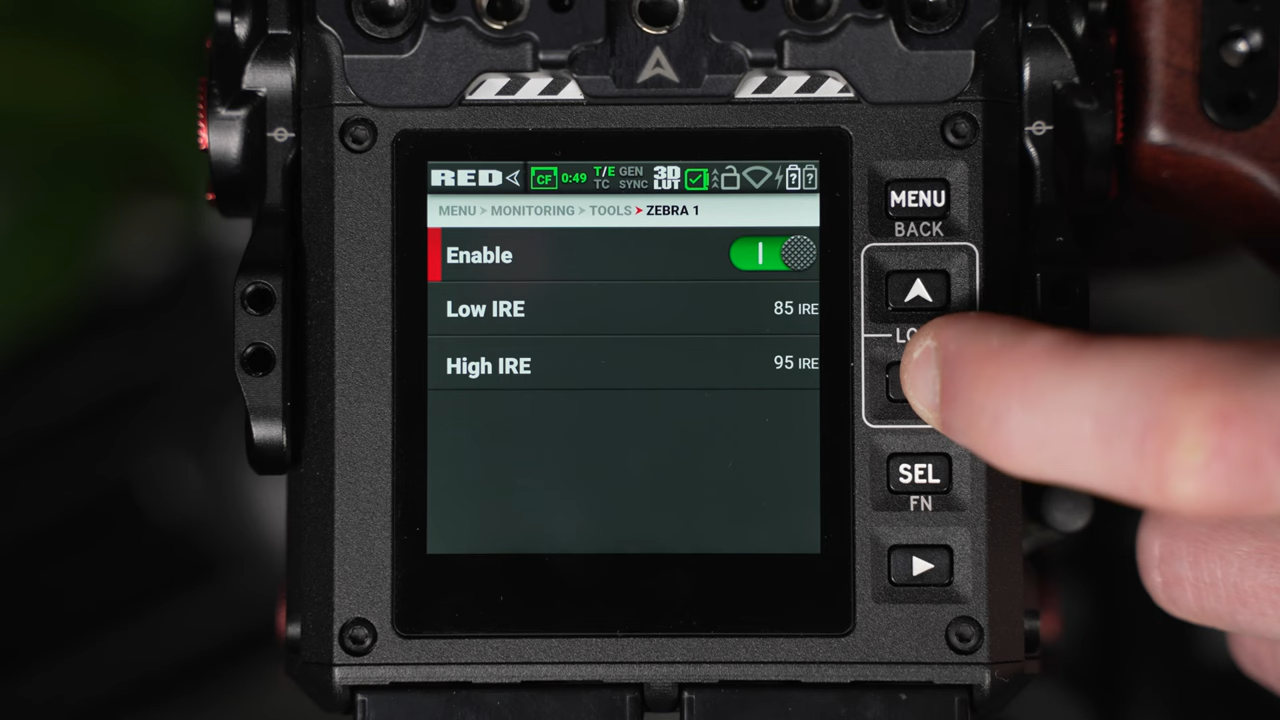 RED CF 0:49 T/E TC GEN SYNC 3D LUT
MENU > MONITORING > TOOLS > ZEBRA 1
Enable
Low IRE 85 IRE
High IRE 95 IRE
MENU
BACK
SEL
FN